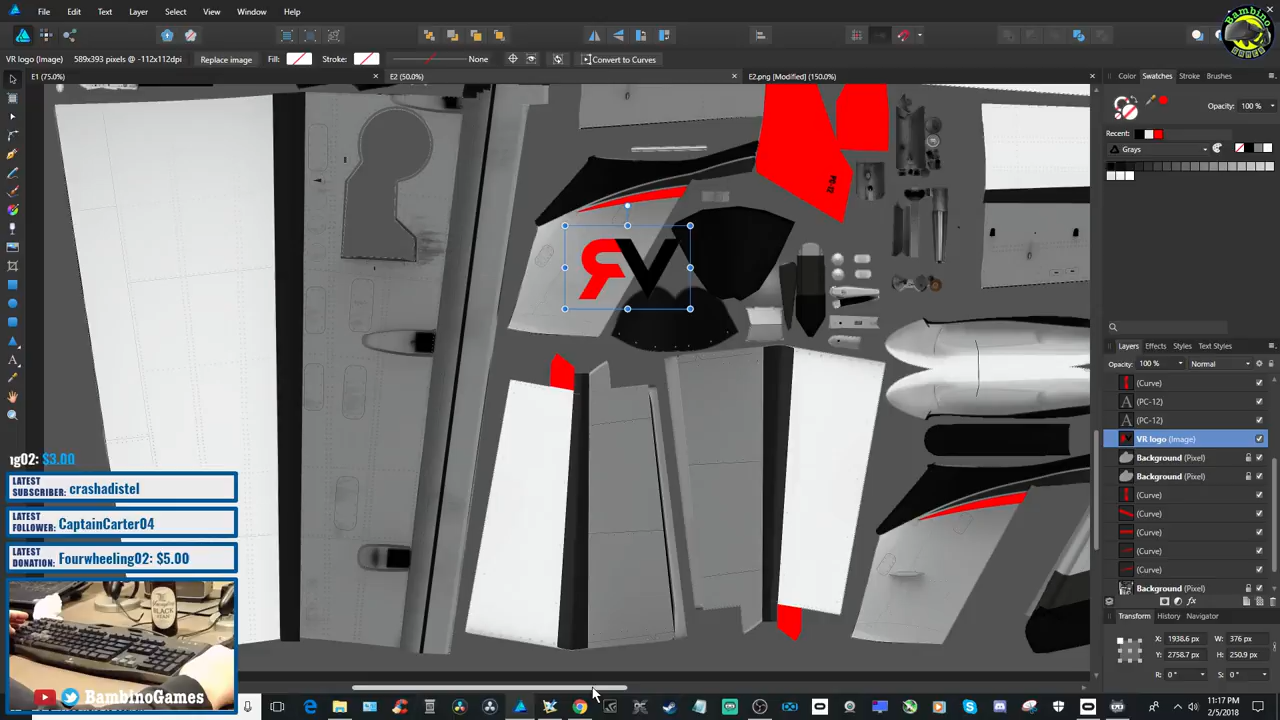 File Edit Text Layer Select View Window Help
BAMBINO
GAMES
VR logo (Image) 589x393 pixels @ -112x112dpi Replace image Fill: Stroke: None Convert to Curves
E1 (75.0%) × E2 (50.0%) × E2.png [Modified] (150.0%) ×
Color Swatches Stroke Brushes
Opacity: 100 %
Recent:
Grays
PC-12
RV
Layers Effects Styles Text Styles
Opacity: 100 % Normal
(Curve)
(PC-12)
(PC-12)
VR logo (Image)
Background (Pixel)
Background (Pixel)
(Curve)
(Curve)
(Curve)
(Curve)
(Curve)
Background (Pixel)
Transform History Navigator
X: 1938.6 px W: 376 px
Y: 2758.7 px H: 250.9 px
R: 0 ° S: 0 °
ng02: $3.00
LATEST
SUBSCRIBER: crashadistel
LATEST
FOLLOWER: CaptainCarter04
LATEST
DONATION: Fourwheeling02: $5.00
BambinoGames
11:17 PM
2/5/2018